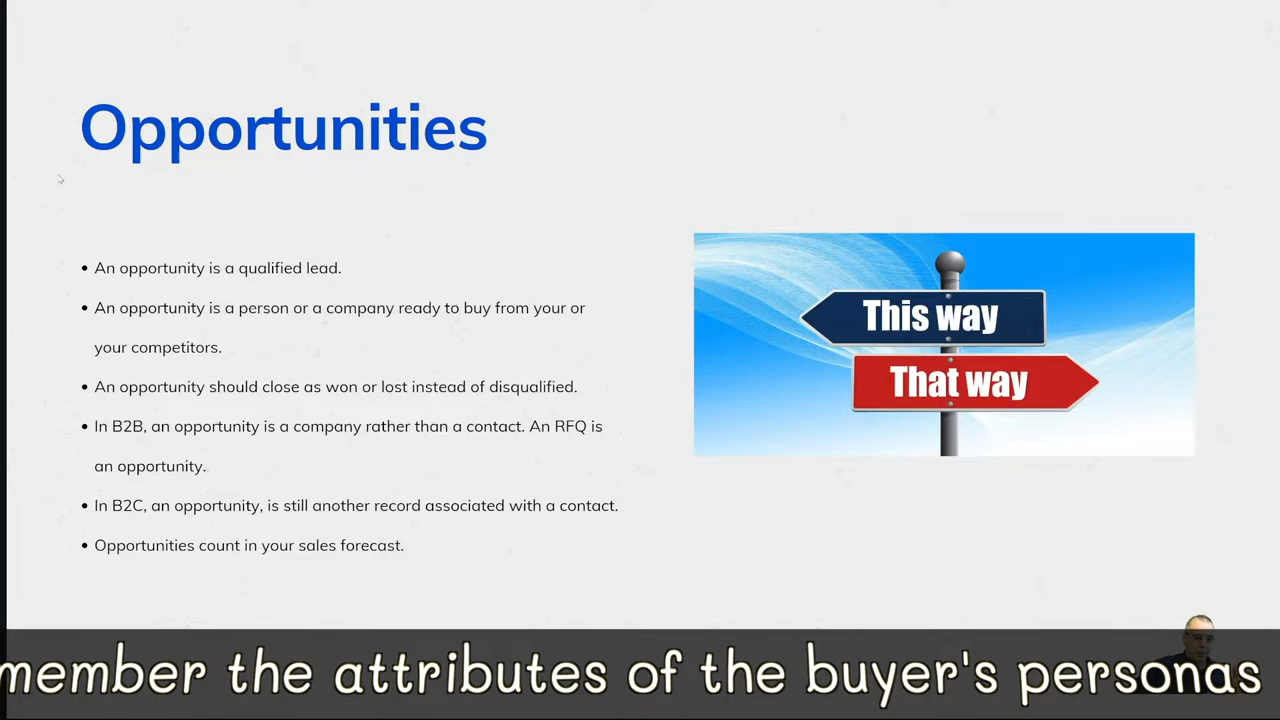 Opportunities
• An opportunity is a qualified lead.
• An opportunity is a person or a company ready to buy from your or
your competitors.
• An opportunity should close as won or lost instead of disqualified.
• In B2B, an opportunity is a company rather than a contact. An RFQ is
an opportunity.
• In B2C, an opportunity, is still another record associated with a contact.
• Opportunities count in your sales forecast.
This way
That way
member the attributes of the buyer's personas